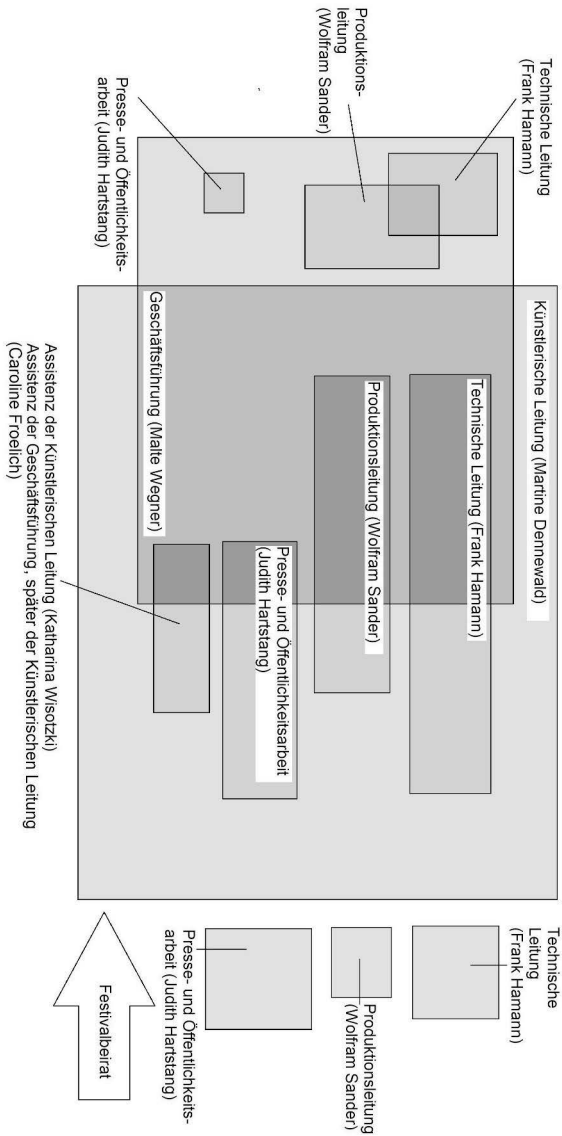 Technische Leitung
(Frank Hamann)
Produktions-
leitung
(Wolfram Sander)
Presse- und Öffentlichkeits-
arbeit (Judith Hartstang)
Künstlerische Leitung (Martine Dennewald)
Technische Leitung (Frank Hamann)
Produktionsleitung (Wolfram Sander)
Presse- und Öffentlichkeitsarbeit
(Judith Hartstang)
Geschäftsführung (Malte Wegner)
Assistenz der Künstlerischen Leitung (Katharina Wisotzki)
Assistenz der Geschäftsführung, später der Künstlerischen Leitung
(Caroline Froelich)
Technische
Leitung
(Frank Hamann)
Produktionsleitung
(Wolfram Sander)
Presse- und Öffentlichkeits-
arbeit (Judith Hartstang)
Festivalbeirat